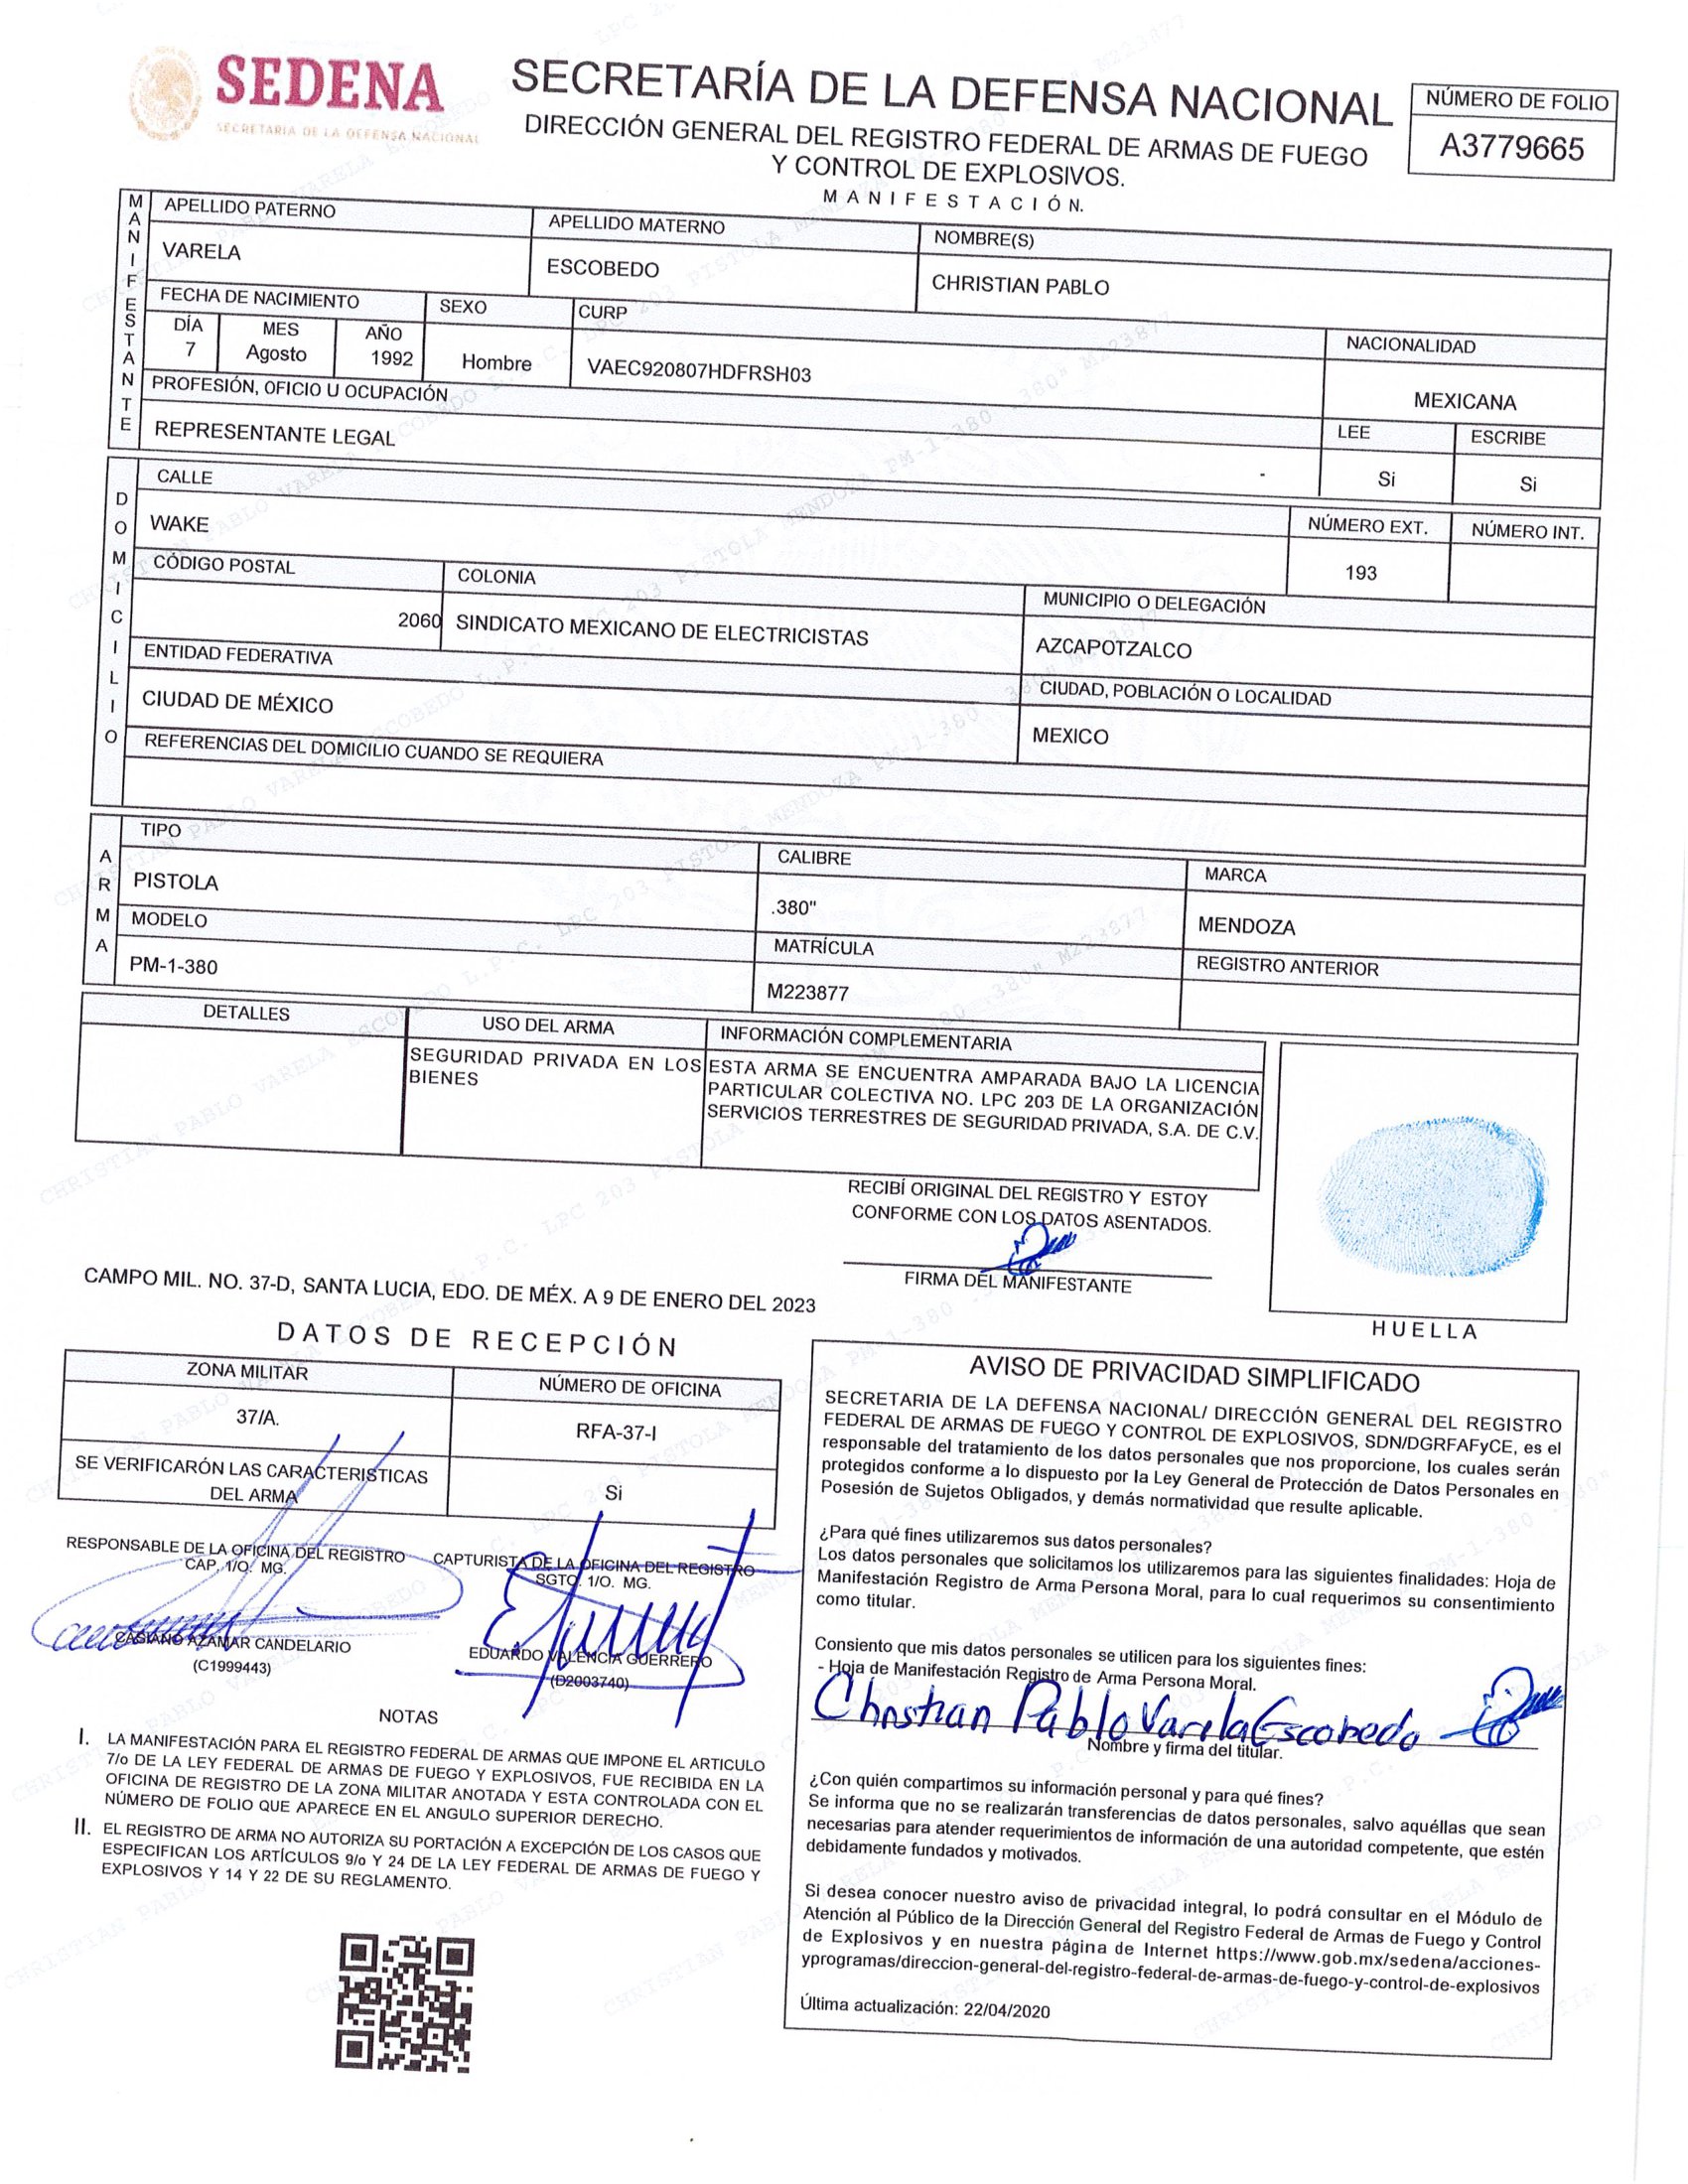 SEDENA
SECRETARÍA DE LA DEFENSA NACIONAL
SECRETARÍA DE LA DEFENSA NACIONAL
DIRECCIÓN GENERAL DEL REGISTRO FEDERAL DE ARMAS DE FUEGO
Y CONTROL DE EXPLOSIVOS.
MANIFESTACIÓN.
NÚMERO DE FOLIO
A3779665
MANIFESTANTE
APELLIDO PATERNO
APELLIDO MATERNO
NOMBRE(S)
VARELA
ESCOBEDO
CHRISTIAN PABLO
FECHA DE NACIMIENTO
SEXO
CURP
NACIONALIDAD
DÍA
MES
AÑO
7
Agosto
1992
Hombre
VAEC920807HDFRSH03
MEXICANA
PROFESIÓN, OFICIO U OCUPACIÓN
LEE
ESCRIBE
REPRESENTANTE LEGAL
-
Si
Si
DOMICILIO
CALLE
NÚMERO EXT.
NÚMERO INT.
WAKE
193
CÓDIGO POSTAL
COLONIA
MUNICIPIO O DELEGACIÓN
2060
SINDICATO MEXICANO DE ELECTRICISTAS
AZCAPOTZALCO
ENTIDAD FEDERATIVA
CIUDAD, POBLACIÓN O LOCALIDAD
CIUDAD DE MÉXICO
MEXICO
REFERENCIAS DEL DOMICILIO CUANDO SE REQUIERA
ARMA
TIPO
CALIBRE
MARCA
PISTOLA
.380"
MENDOZA
MODELO
MATRÍCULA
REGISTRO ANTERIOR
PM-1-380
M223877
DETALLES
USO DEL ARMA
INFORMACIÓN COMPLEMENTARIA
SEGURIDAD PRIVADA EN LOS
BIENES
ESTA ARMA SE ENCUENTRA AMPARADA BAJO LA LICENCIA
PARTICULAR COLECTIVA NO. LPC 203 DE LA ORGANIZACIÓN
SERVICIOS TERRESTRES DE SEGURIDAD PRIVADA, S.A. DE C.V.
RECIBÍ ORIGINAL DEL REGISTRO Y ESTOY
CONFORME CON LOS DATOS ASENTADOS.
FIRMA DEL MANIFESTANTE
HUELLA
CAMPO MIL. NO. 37-D, SANTA LUCIA, EDO. DE MÉX. A 9 DE ENERO DEL 2023
DATOS DE RECEPCIÓN
ZONA MILITAR
NÚMERO DE OFICINA
37/A.
RFA-37-I
SE VERIFICARÓN LAS CARACTERISTICAS
DEL ARMA
Si
RESPONSABLE DE LA OFICINA DEL REGISTRO
CAP. 1/O. MG.
CASIANO AZAMAR CANDELARIO
(C1999443)
CAPTURISTA DE LA OFICINA DEL REGISTRO
SGTO. 1/O. MG.
EDUARDO VALENCIA GUERRERO
(D2003740)
NOTAS
I. LA MANIFESTACIÓN PARA EL REGISTRO FEDERAL DE ARMAS QUE IMPONE EL ARTICULO
7/o DE LA LEY FEDERAL DE ARMAS DE FUEGO Y EXPLOSIVOS, FUE RECIBIDA EN LA
OFICINA DE REGISTRO DE LA ZONA MILITAR ANOTADA Y ESTA CONTROLADA CON EL
NÚMERO DE FOLIO QUE APARECE EN EL ANGULO SUPERIOR DERECHO.
II. EL REGISTRO DE ARMA NO AUTORIZA SU PORTACIÓN A EXCEPCIÓN DE LOS CASOS QUE
ESPECIFICAN LOS ARTÍCULOS 9/o Y 24 DE LA LEY FEDERAL DE ARMAS DE FUEGO Y
EXPLOSIVOS Y 14 Y 22 DE SU REGLAMENTO.
AVISO DE PRIVACIDAD SIMPLIFICADO
SECRETARIA DE LA DEFENSA NACIONAL/ DIRECCIÓN GENERAL DEL REGISTRO
FEDERAL DE ARMAS DE FUEGO Y CONTROL DE EXPLOSIVOS, SDN/DGRFAFyCE, es el
responsable del tratamiento de los datos personales que nos proporcione, los cuales serán
protegidos conforme a lo dispuesto por la Ley General de Protección de Datos Personales en
Posesión de Sujetos Obligados, y demás normatividad que resulte aplicable.
¿Para qué fines utilizaremos sus datos personales?
Los datos personales que solicitamos los utilizaremos para las siguientes finalidades: Hoja de
Manifestación Registro de Arma Persona Moral, para lo cual requerimos su consentimiento
como titular.
Consiento que mis datos personales se utilicen para los siguientes fines:
- Hoja de Manifestación Registro de Arma Persona Moral.
Christian Pablo Varela Escobedo
Nombre y firma del titular.
¿Con quién compartimos su información personal y para qué fines?
Se informa que no se realizarán transferencias de datos personales, salvo aquéllas que sean
necesarias para atender requerimientos de información de una autoridad competente, que estén
debidamente fundados y motivados.
Si desea conocer nuestro aviso de privacidad integral, lo podrá consultar en el Módulo de
Atención al Público de la Dirección General del Registro Federal de Armas de Fuego y Control
de Explosivos y en nuestra página de Internet https://www.gob.mx/sedena/acciones-
yprogramas/direccion-general-del-registro-federal-de-armas-de-fuego-y-control-de-explosivos
Última actualización: 22/04/2020